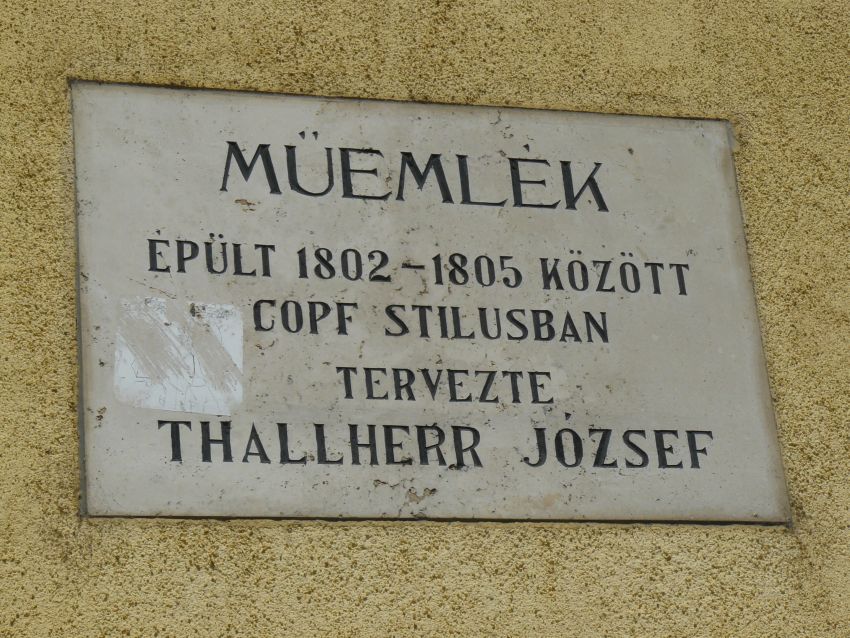 MÜEMLÉK
ÉPÜLT 1802-1805 KÖZÖTT
COPF STILUSBAN
TERVEZTE
THALLHERR JÓZSEF